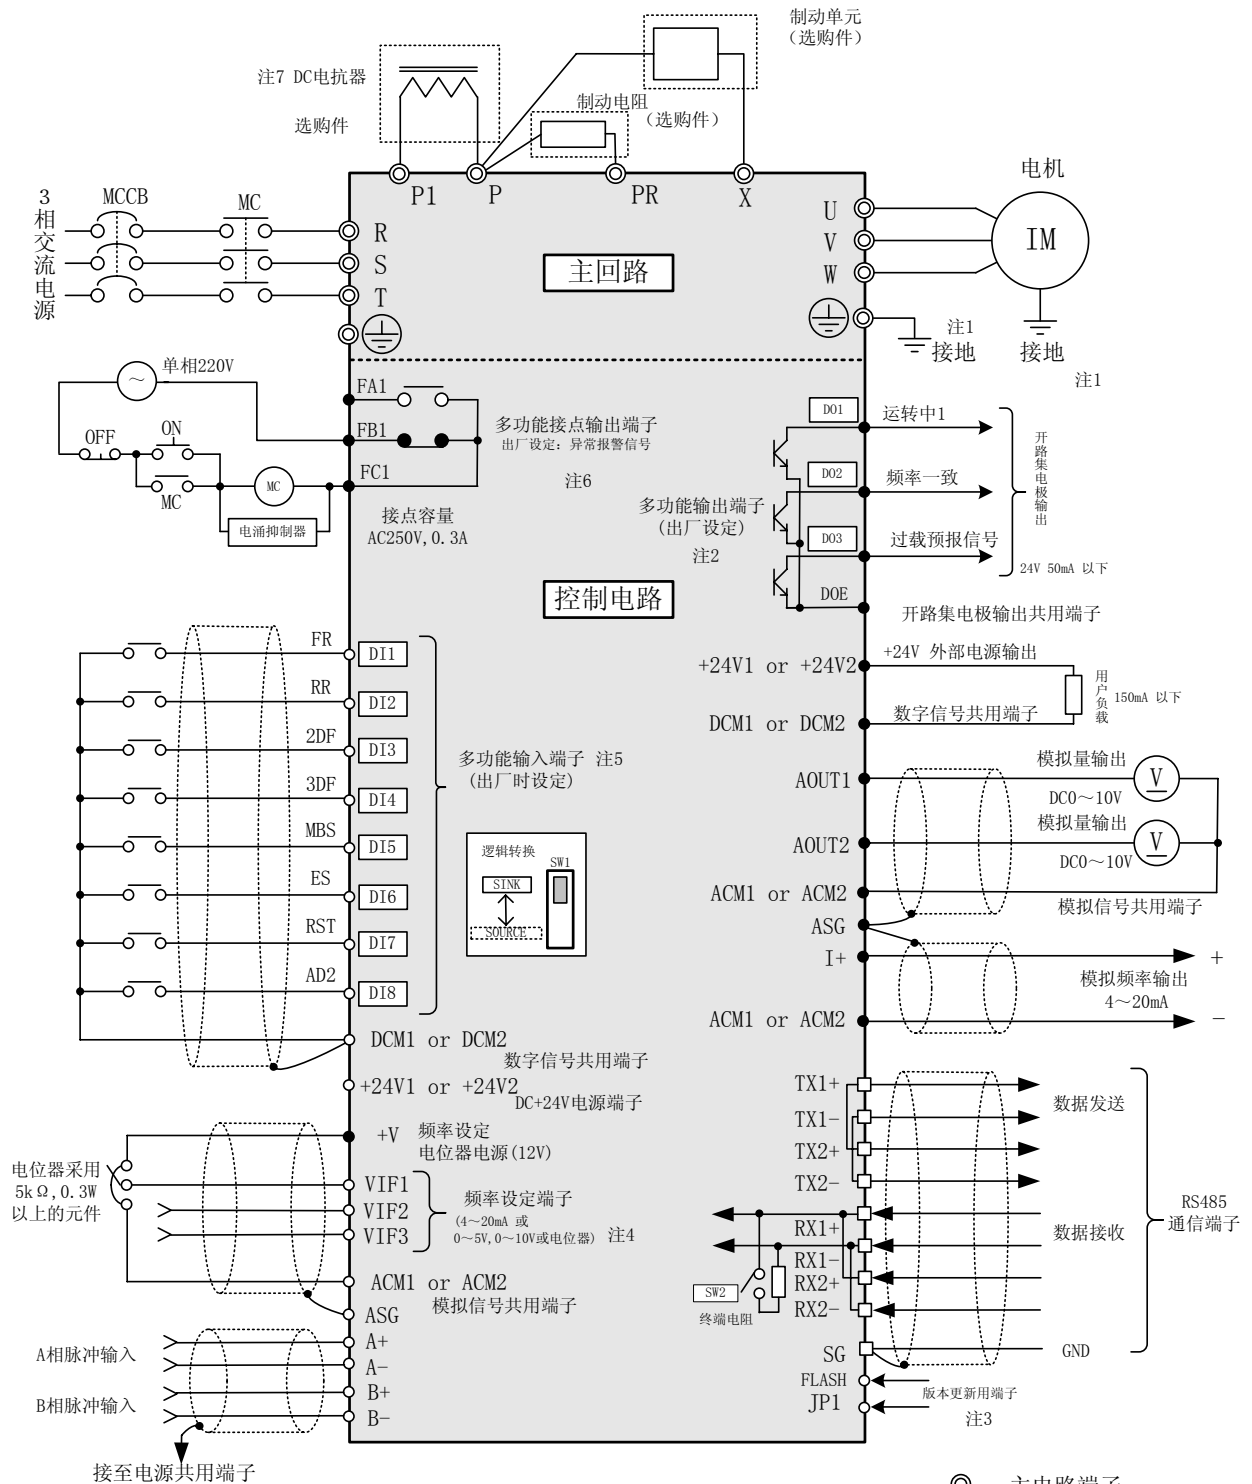 制动单元
（选购件）
注7 DC电抗器
选购件
制动电阻
（选购件）
P1
P
PR
X
电机
IM
3相交流电源
MCCB
MC
R
S
T
U
V
W
主回路
注1
接地
接地
注1
单相220V
～
FA1
FB1
FC1
OFF
ON
MC
MC
电涌抑制器
多功能接点输出端子
出厂设定：异常报警信号
注6
接点容量
AC250V,0.3A
DO1
运转中1
DO2
频率一致
DO3
过载预报信号
多功能输出端子
(出厂设定)
注2
开路集电极输出
24V 50mA 以下
DOE
开路集电极输出共用端子
控制电路
+24V1 or +24V2
+24V 外部电源输出
用户负载
150mA 以下
DCM1 or DCM2
数字信号共用端子
FR
DI1
RR
DI2
2DF
DI3
3DF
DI4
MBS
DI5
ES
DI6
RST
DI7
AD2
DI8
多功能输入端子 注5
(出厂时设定)
逻辑转换
SW1
SINK
SOURCE
AOUT1
模拟量输出
V
DC0～10V
模拟量输出
AOUT2
V
DC0～10V
ACM1 or ACM2
模拟信号共用端子
ASG
I+
+
模拟频率输出
4～20mA
ACM1 or ACM2
－
DCM1 or DCM2
数字信号共用端子
+24V1 or +24V2
DC+24V电源端子
+V
频率设定
电位器电源(12V)
电位器采用
5kΩ,0.3W
以上的元件
VIF1
VIF2
VIF3
频率设定端子
(4～20mA 或
0～5V,0～10V或电位器)
注4
ACM1 or ACM2
模拟信号共用端子
ASG
A相脉冲输入
A+
A-
B相脉冲输入
B+
B-
接至电源共用端子
TX1+
TX1-
TX2+
TX2-
数据发送
RX1+
RX1-
RX2+
RX2-
数据接收
RS485
通信端子
SW2
终端电阻
SG
GND
FLASH
JP1
版本更新用端子
注3
主电路端子